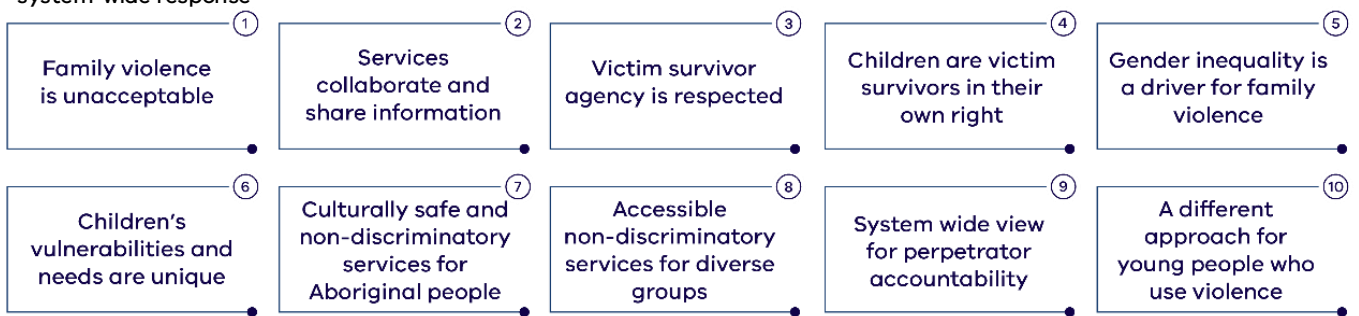 system-wide response
1
Family violence
is unacceptable
2
Services
collaborate and
share information
3
Victim survivor
agency is respected
4
Children are victim
survivors in their
own right
5
Gender inequality is
a driver for family
violence
6
Children's
vulnerabilities and
needs are unique
7
Culturally safe and
non-discriminatory
services for
Aboriginal people
8
Accessible
non-discriminatory
services for diverse
groups
9
System wide view
for perpetrator
accountability
10
A different
approach for
young people who
use violence